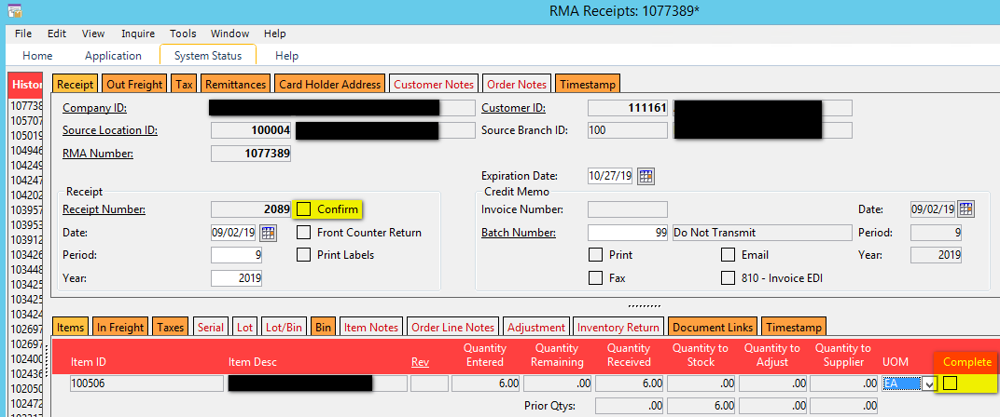 RMA Receipts: 1077389*
File Edit View Inquire Tools Window Help
Home Application System Status Help
Histor
Receipt Out Freight Tax Remittances Card Holder Address Customer Notes Order Notes Timestamp
107738
105707
105019
104946
104249
104204
104202
103957
103953
103912
103426
103448
103425
103425
103424
102697
102697
102400
102436
102050
102247
102317
Company ID:
Customer ID: 111161
Source Location ID: 100004
Source Branch ID: 100
RMA Number: 1077389
Expiration Date: 10/27/19
Receipt
Credit Memo
Receipt Number: 2089 Confirm
Invoice Number: Date: 09/02/19
Date: 09/02/19 Front Counter Return
Batch Number: 99 Do Not Transmit Period: 9
Period: 9 Print Labels
Print Email Year: 2019
Year: 2019
Fax 810 - Invoice EDI
Items In Freight Taxes Serial Lot Lot/Bin Bin Item Notes Order Line Notes Adjustment Inventory Return Document Links Timestamp
Item ID Item Desc Rev Quantity Entered Quantity Remaining Quantity Received Quantity to Stock Quantity to Adjust Quantity to Supplier UOM Complete
100506 6.00 .00 6.00 .00 .00 .00 EA
Prior Qtys: .00 6.00 .00 .00